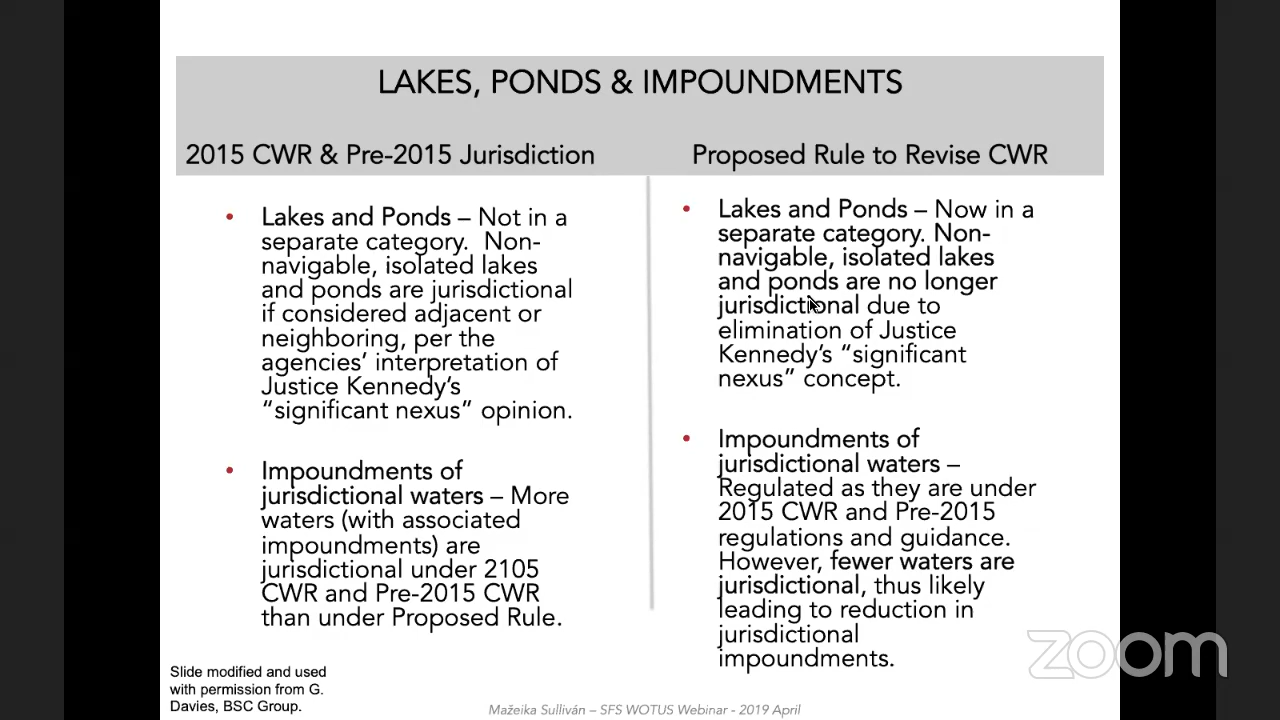 LAKES, PONDS & IMPOUNDMENTS
2015 CWR & Pre-2015 Jurisdiction
• Lakes and Ponds – Not in a
separate category. Non-
navigable, isolated lakes
and ponds are jurisdictional
if considered adjacent or
neighboring, per the
agencies’ interpretation of
Justice Kennedy’s
“significant nexus” opinion.
• Impoundments of
jurisdictional waters – More
waters (with associated
impoundments) are
jurisdictional under 2105
CWR and Pre-2015 CWR
than under Proposed Rule.
Proposed Rule to Revise CWR
• Lakes and Ponds – Now in a
separate category. Non-
navigable, isolated lakes
and ponds are no longer
jurisdictional due to
elimination of Justice
Kennedy’s “significant
nexus” concept.
• Impoundments of
jurisdictional waters –
Regulated as they are under
2015 CWR and Pre-2015
regulations and guidance.
However, fewer waters are
jurisdictional, thus likely
leading to reduction in
jurisdictional
impoundments.
Slide modified and used
with permission from G.
Davies, BSC Group.
Mažeika Sullivan – SFS WOTUS Webinar - 2019 April
zoom